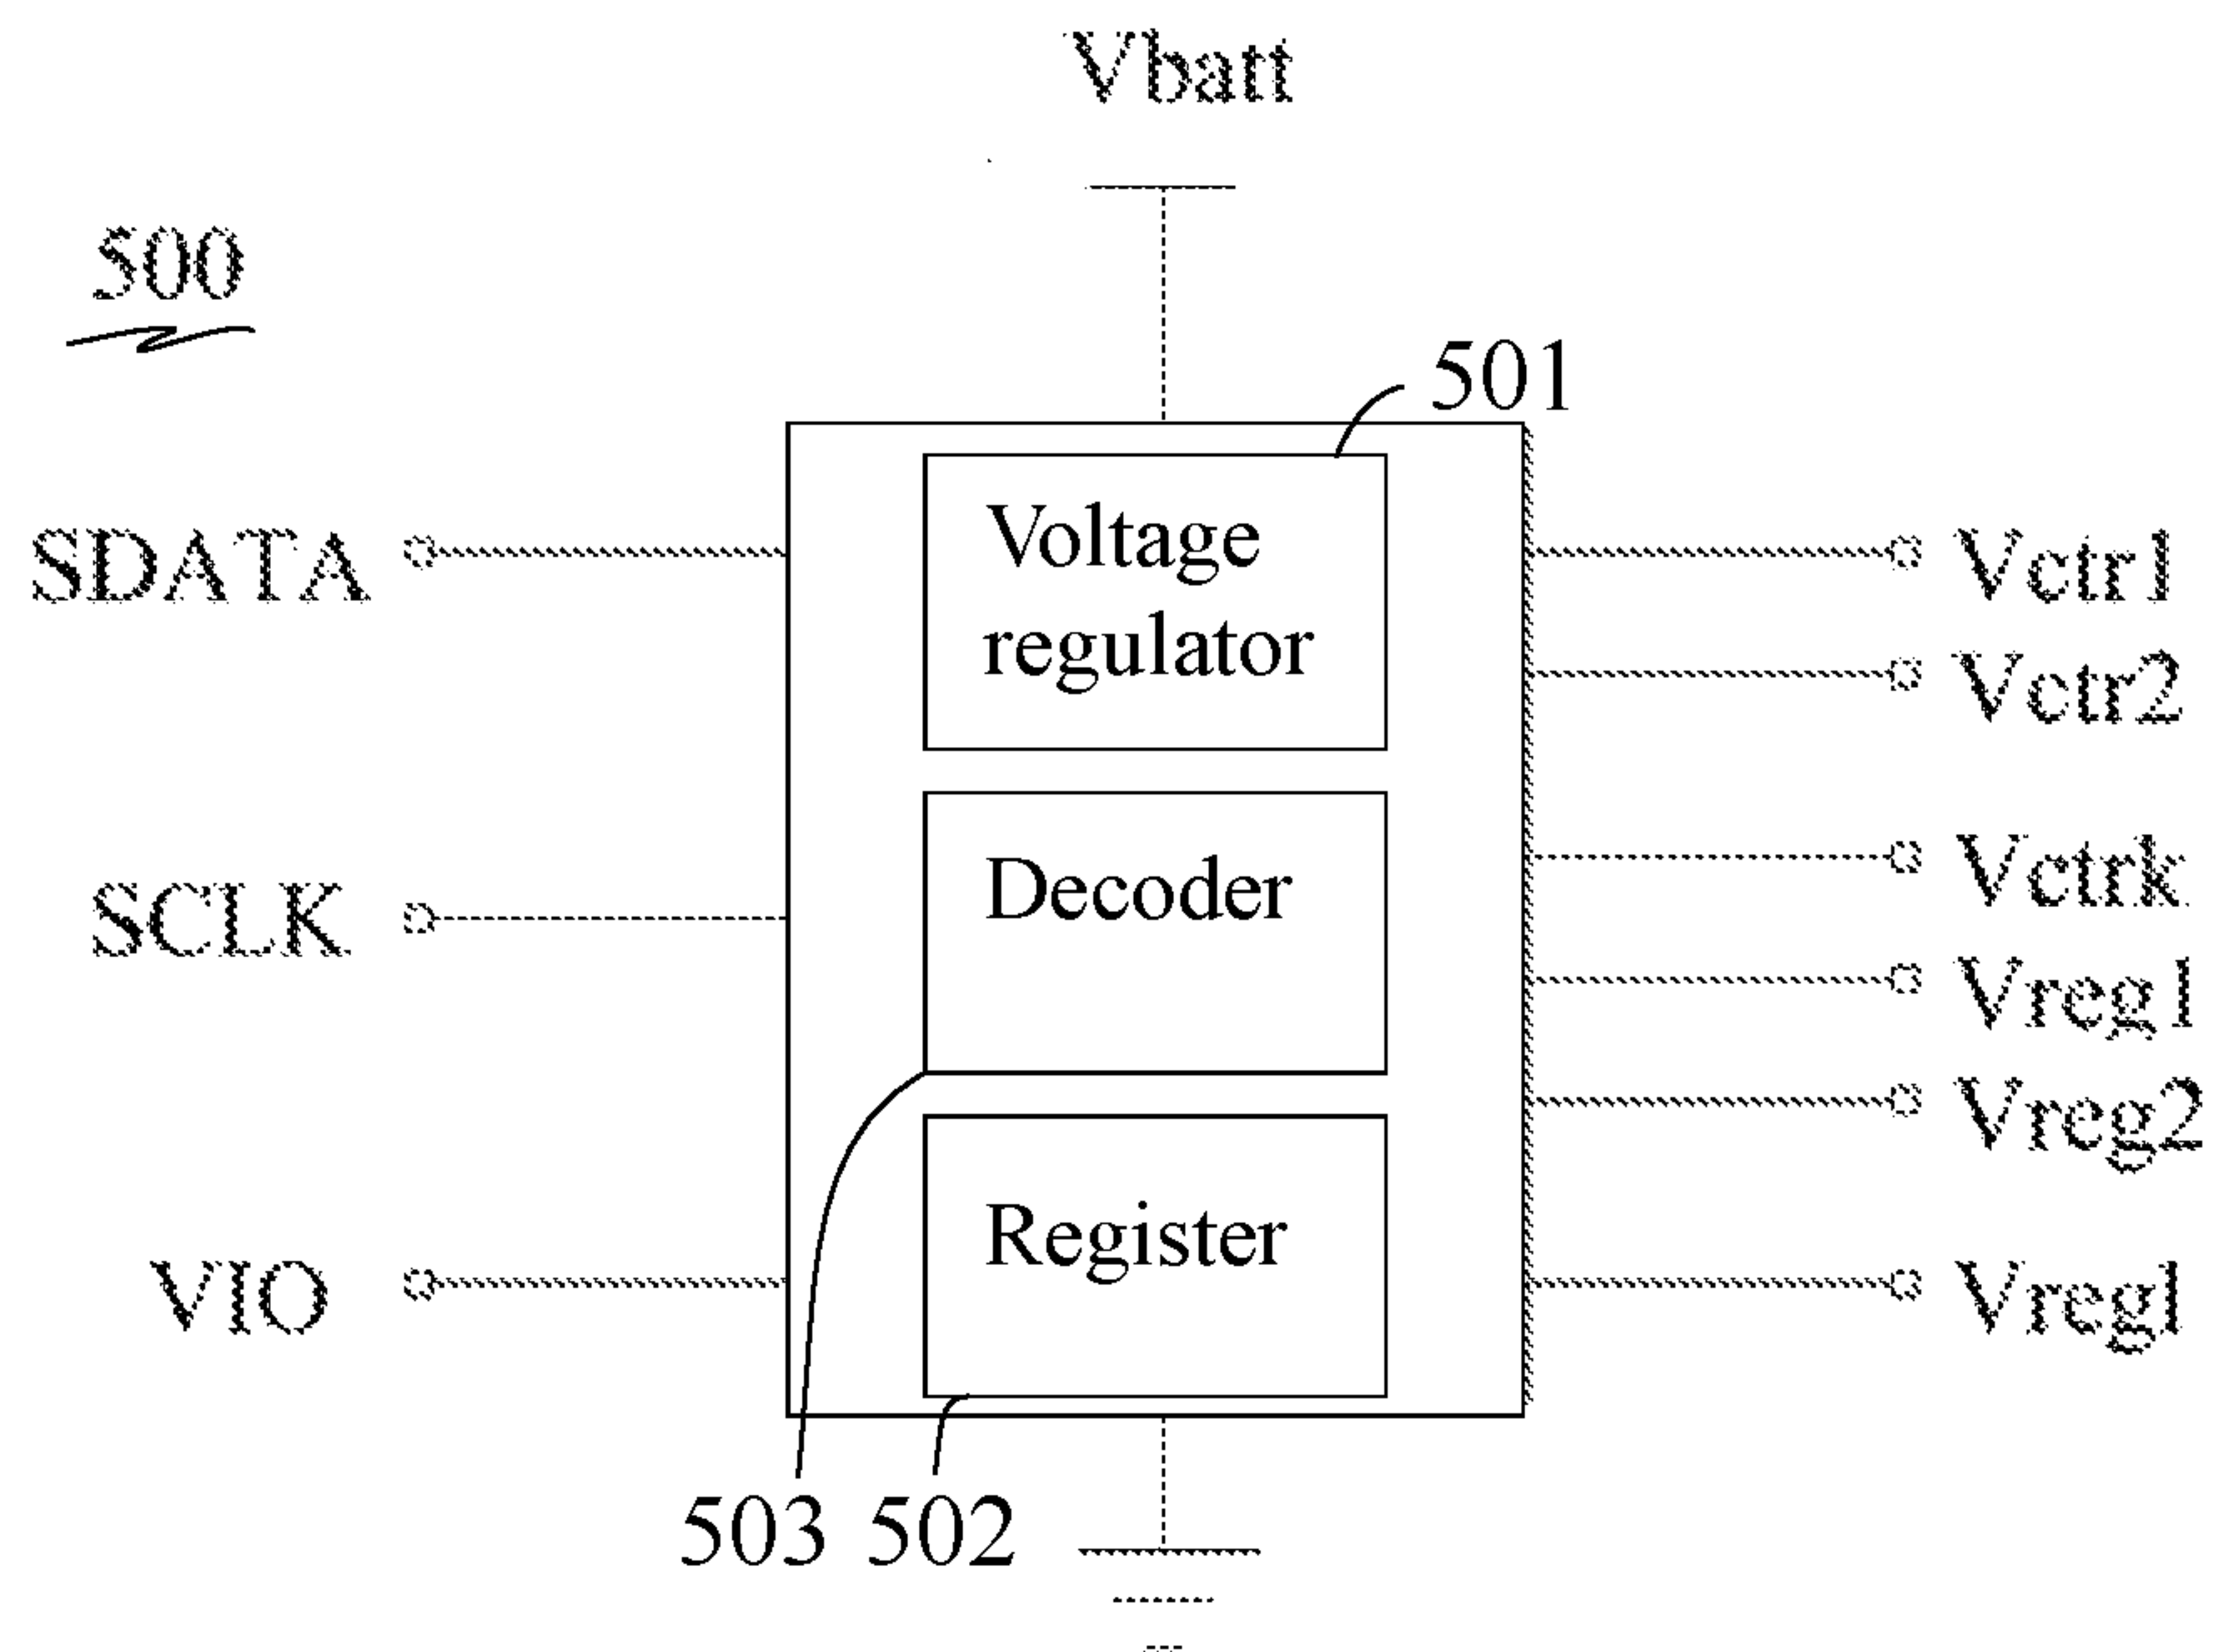 Vbatt
500
501
SDATA
Voltage
regulator
Vctr1
Vctr2
SCLK
Decoder
Vctrk
Vreg1
Vreg2
VIO
Register
Vregl
503
502